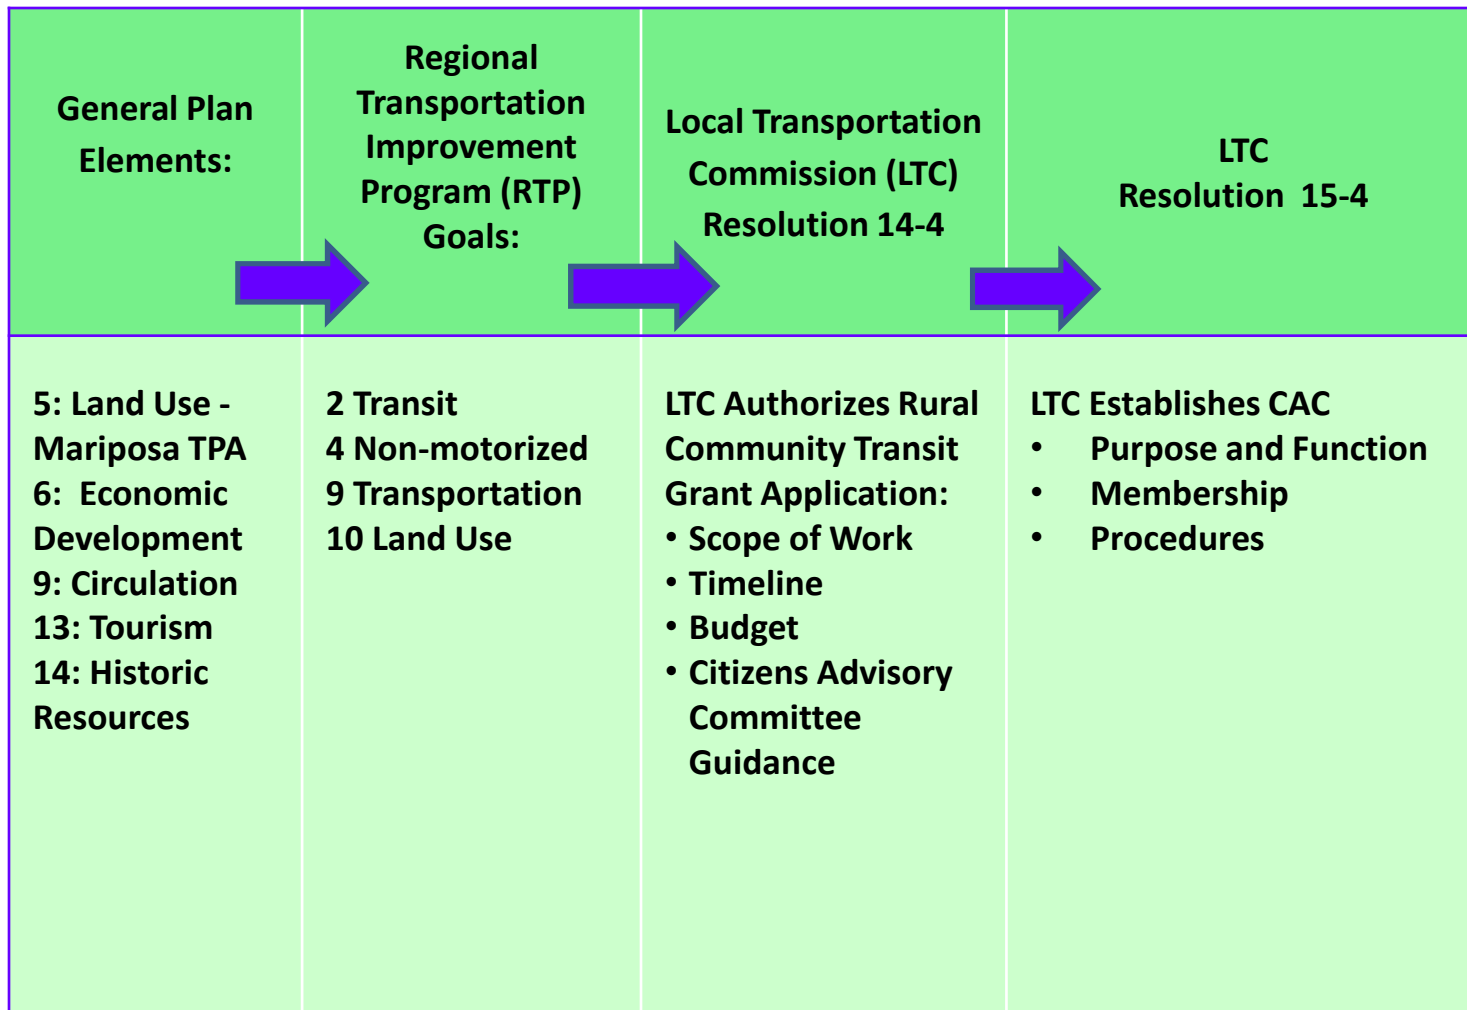 General Plan
Elements:
Regional
Transportation
Improvement
Program (RTP)
Goals:
Local Transportation
Commission (LTC)
Resolution 14-4
LTC
Resolution 15-4
5: Land Use -
Mariposa TPA
6: Economic
Development
9: Circulation
13: Tourism
14: Historic
Resources
2 Transit
4 Non-motorized
9 Transportation
10 Land Use
LTC Authorizes Rural
Community Transit
Grant Application:
• Scope of Work
• Timeline
• Budget
• Citizens Advisory
Committee
Guidance
LTC Establishes CAC
• Purpose and Function
• Membership
• Procedures